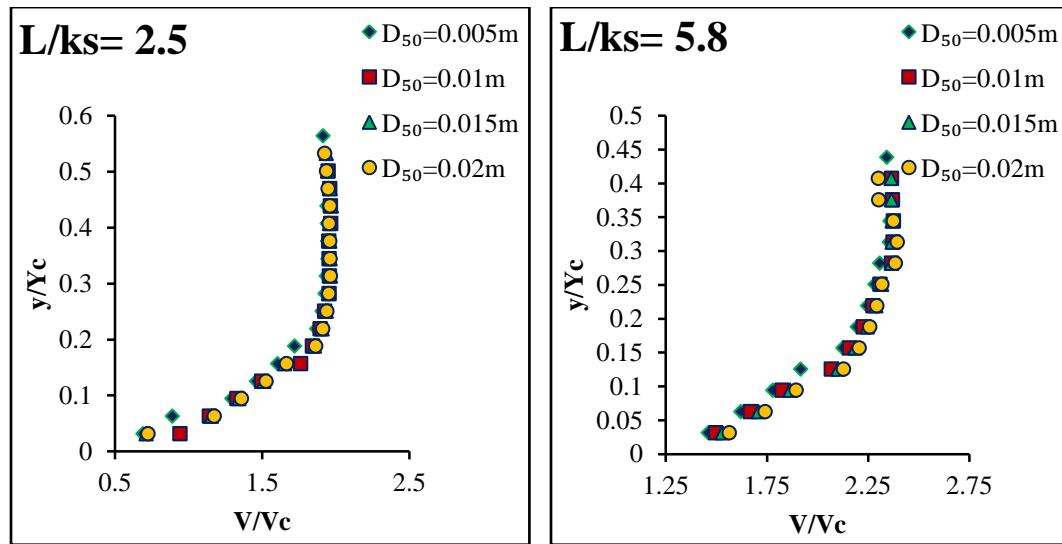 L/ks= 2.5
D₅₀=0.005m
D₅₀=0.01m
D₅₀=0.015m
D₅₀=0.02m
y/Yc
0.6
0.5
0.4
0.3
0.2
0.1
0
0.5
1.5
2.5
V/Vc
L/ks= 5.8
D₅₀=0.005m
D₅₀=0.01m
D₅₀=0.015m
D₅₀=0.02m
y/Yc
0.5
0.45
0.4
0.35
0.3
0.25
0.2
0.15
0.1
0.05
0
1.25
1.75
2.25
2.75
V/Vc